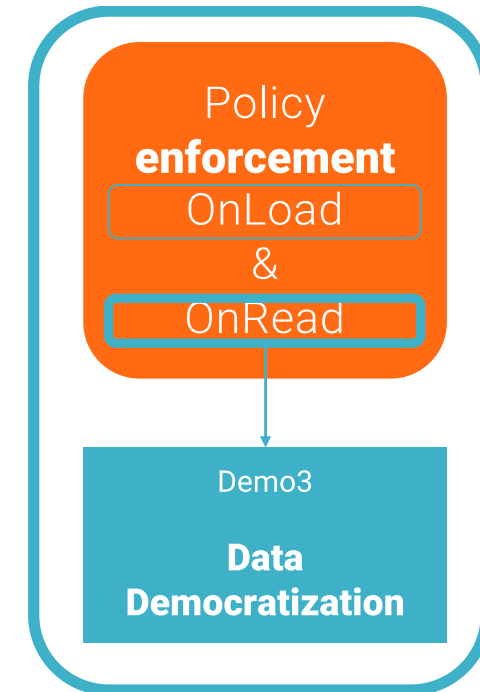 Policy
enforcement
OnLoad
&
OnRead
Demo3
Data
Democratization